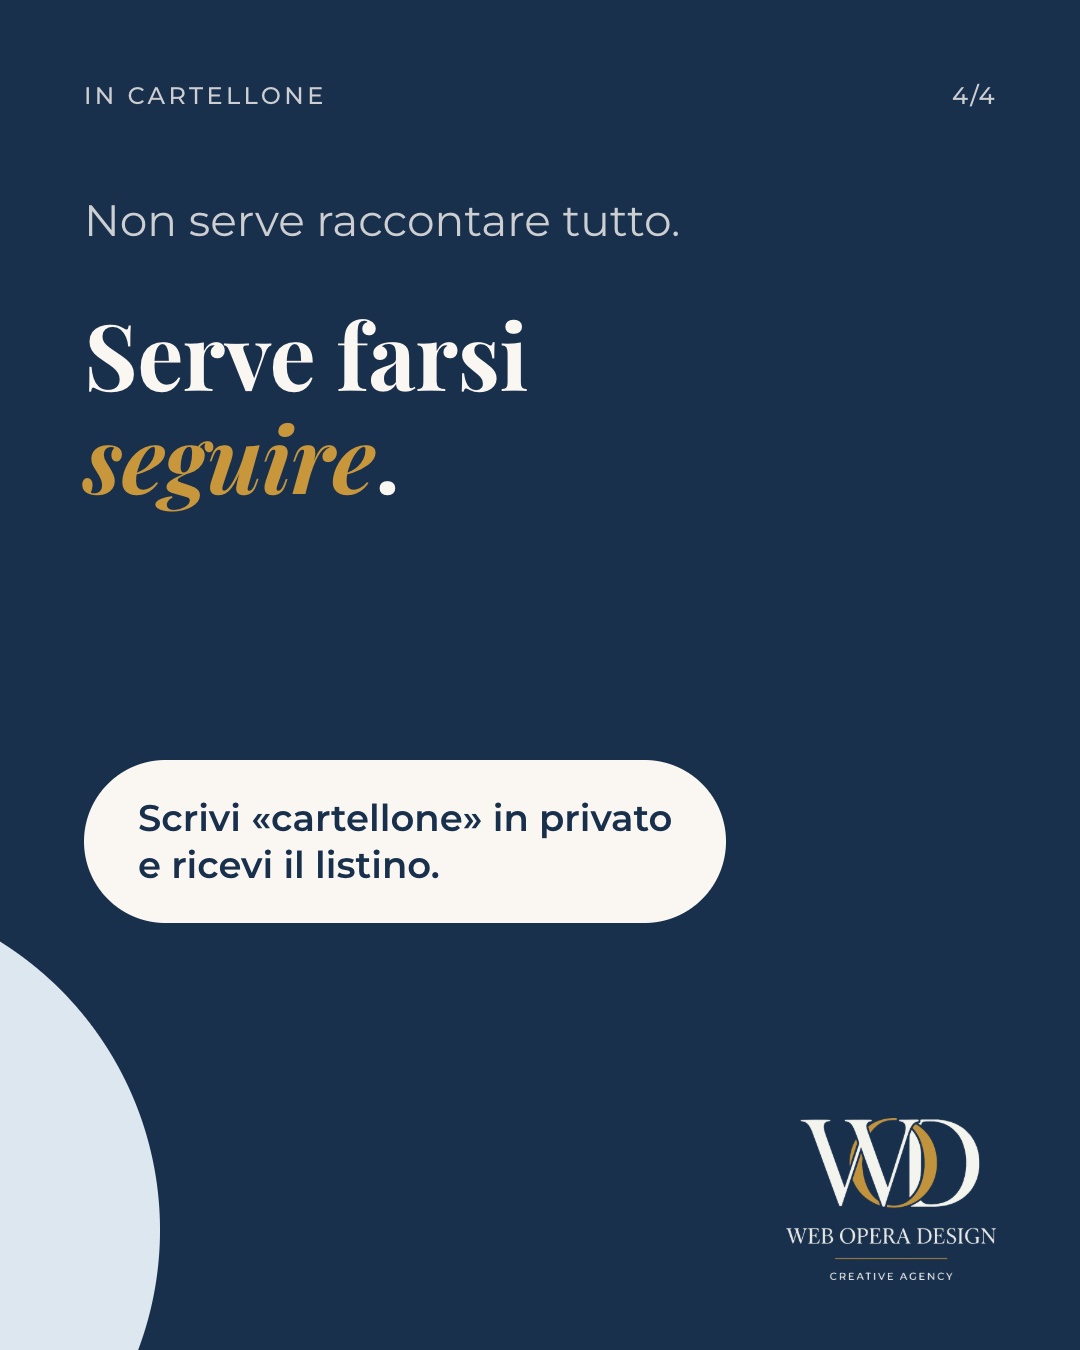 IN CARTELLONE
4/4
Non serve raccontare tutto.
Serve farsi
seguire.
Scrivi «cartellone» in privato
e ricevi il listino.
WOD
WEB OPERA DESIGN
CREATIVE AGENCY